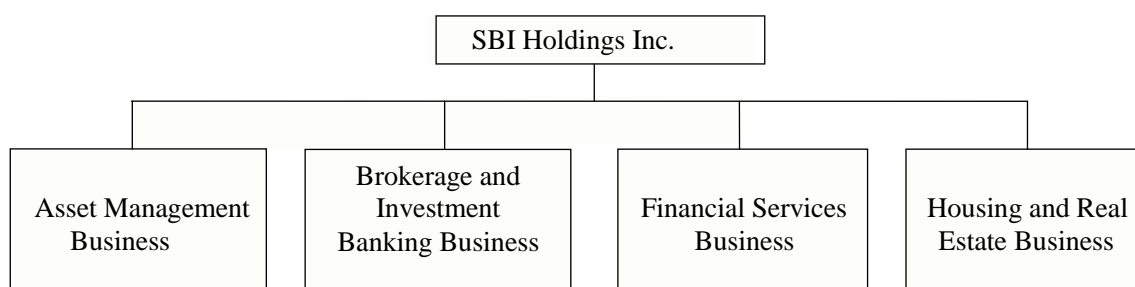 SBI Holdings Inc.
Asset Management
Business
Brokerage and
Investment
Banking Business
Financial Services
Business
Housing and Real
Estate Business